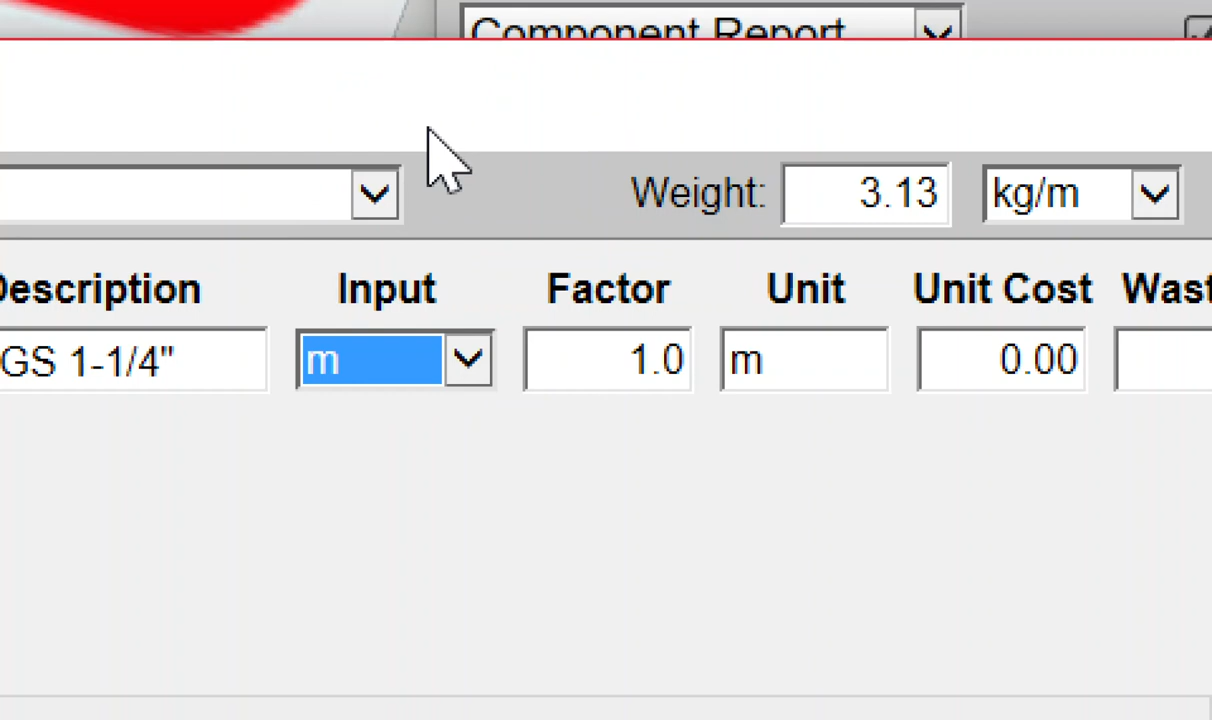 Component Report
Weight: 3.13 kg/m
Description Input Factor Unit Unit Cost Wast
GS 1-1/4" m 1.0 m 0.00